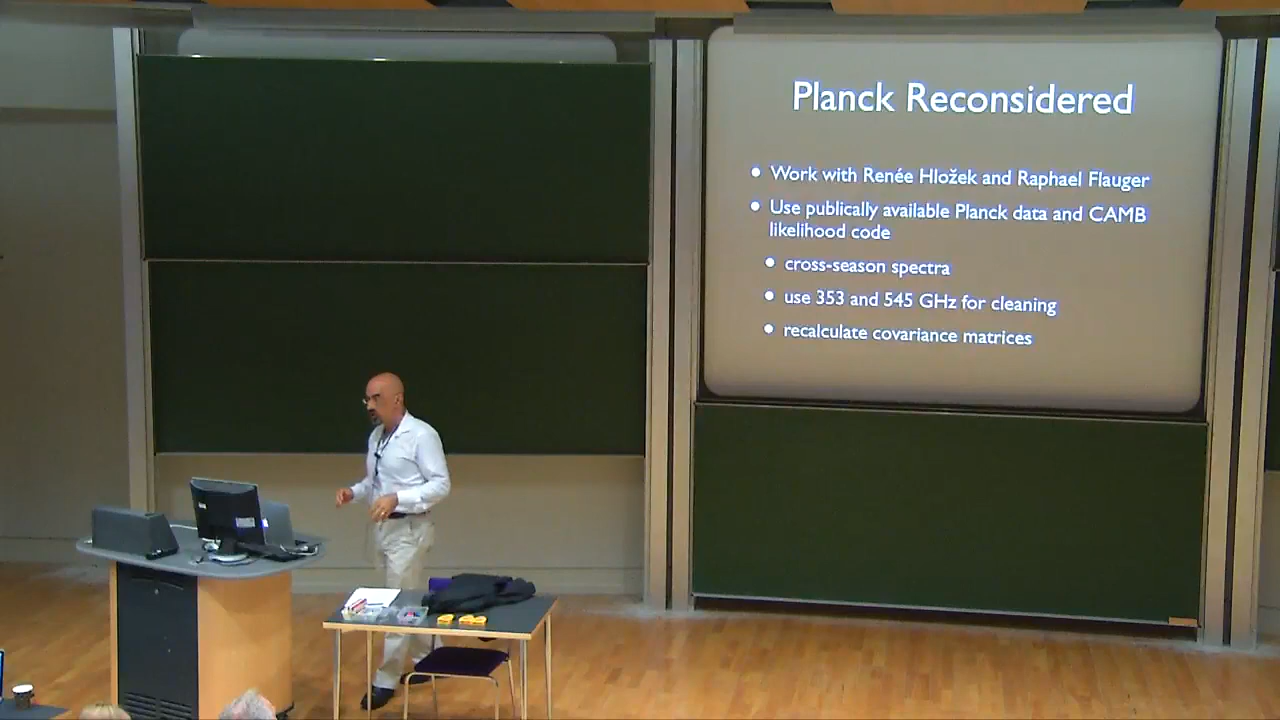 Planck Reconsidered
• Work with Renée Hložek and Raphael Flauger
• Use publically available Planck data and CAMB
likelihood code
• cross-season spectra
• use 353 and 545 GHz for cleaning
• recalculate covariance matrices